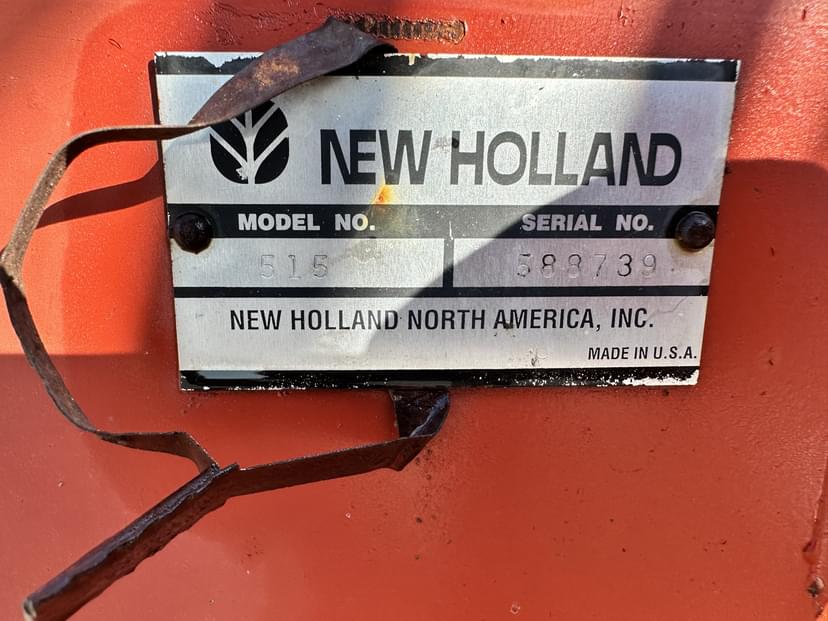 NEW HOLLAND
MODEL NO. SERIAL NO.
515 588739
NEW HOLLAND NORTH AMERICA, INC.
MADE IN U.S.A.